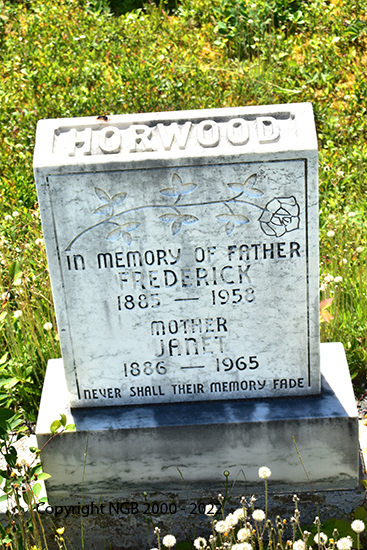 HORWOOD
IN MEMORY OF FATHER
FREDERICK
1885 — 1958
MOTHER
JANET
1886 — 1965
NEVER SHALL THEIR MEMORY FADE
Copyright NGB 2000 - 2022